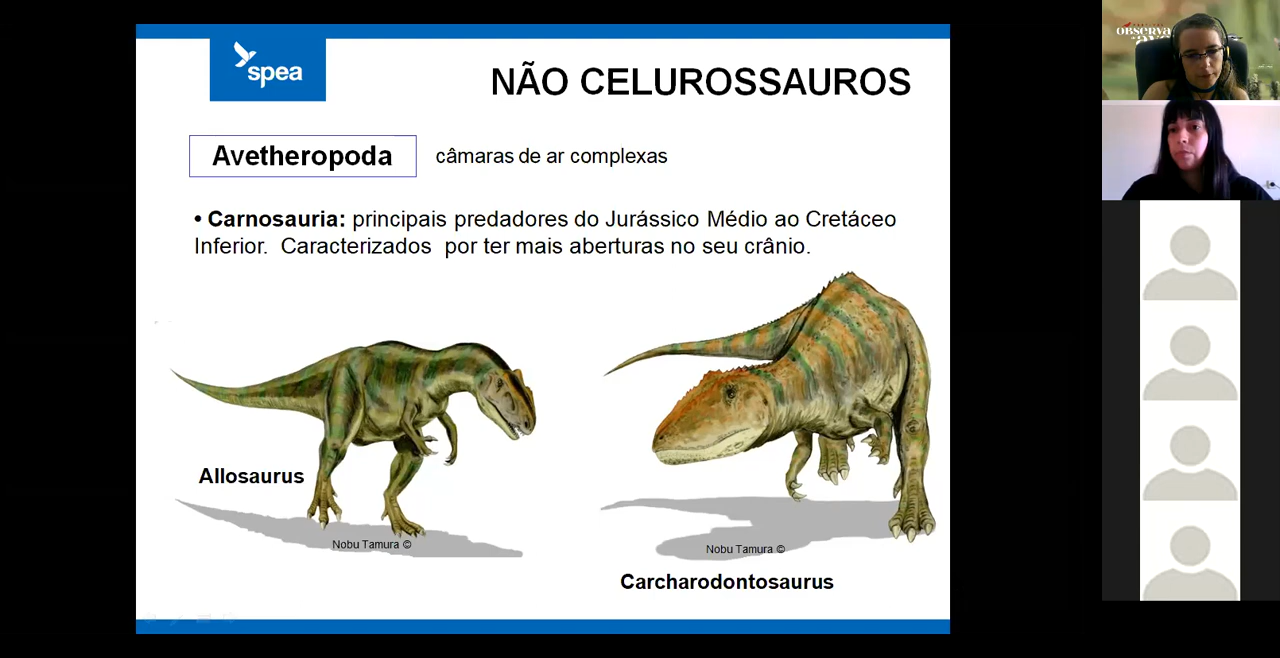 spea
NÃO CELUROSSAUROS
Avetheropoda
câmaras de ar complexas
• Carnosauria: principais predadores do Jurássico Médio ao Cretáceo
Inferior. Caracterizados por ter mais aberturas no seu crânio.
Allosaurus
Nobu Tamura ©
Nobu Tamura ©
Carcharodontosaurus
OBSERVA